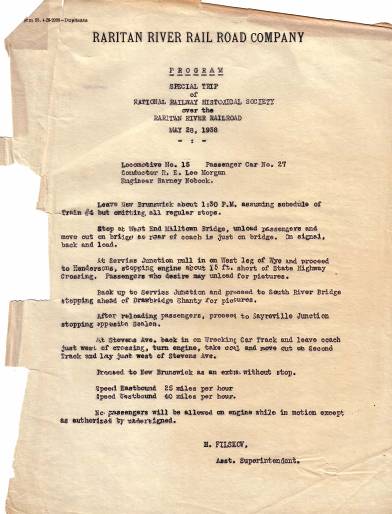 RARITAN RIVER RAIL ROAD COMPANY
PROGRAM
SPECIAL TRIP
of
NATIONAL RAILWAY HISTORICAL SOCIETY
over the
RARITAN RIVER RAILROAD
MAY 28, 1938
- : -
Locomotive No. 15 Passenger Car No. 27
Conductor R. E. Lee Morgan
Engineer Barney Nobock.
Leave New Brunswick about 1:30 P.M. assuming schedule of
Train #4 but omitting all regular stops.
Stop at West End Milltown Bridge, unload passengers and
move out on bridge so rear of coach is just on bridge. On signal,
back and load.
At Serviss Junction pull in on West leg of Wye and proceed
to Hendersons, stopping engine about 15 ft. short of State Highway
Crossing. Passengers who desire may unload for pictures.
Back up to Serviss Junction and proceed to South River Bridge
stopping ahead of Drawbridge Shanty for pictures.
After reloading passengers, proceed to Sayreville Junction
stopping opposite Scales.
At Stevens Ave. back in on Wrecking Car Track and leave coach
just west of crossing, turn engine, take coal and move out on Second
Track and lay just west of Stevens Ave.
Proceed to New Brunswick as an extra without stop.
Speed Eastbound 25 miles per hour
Speed Westbound 40 miles per hour.
No passengers will be allowed on engine while in motion except
as authorized by undersigned.
H. FILSKOV.
Asst. Superintendent.